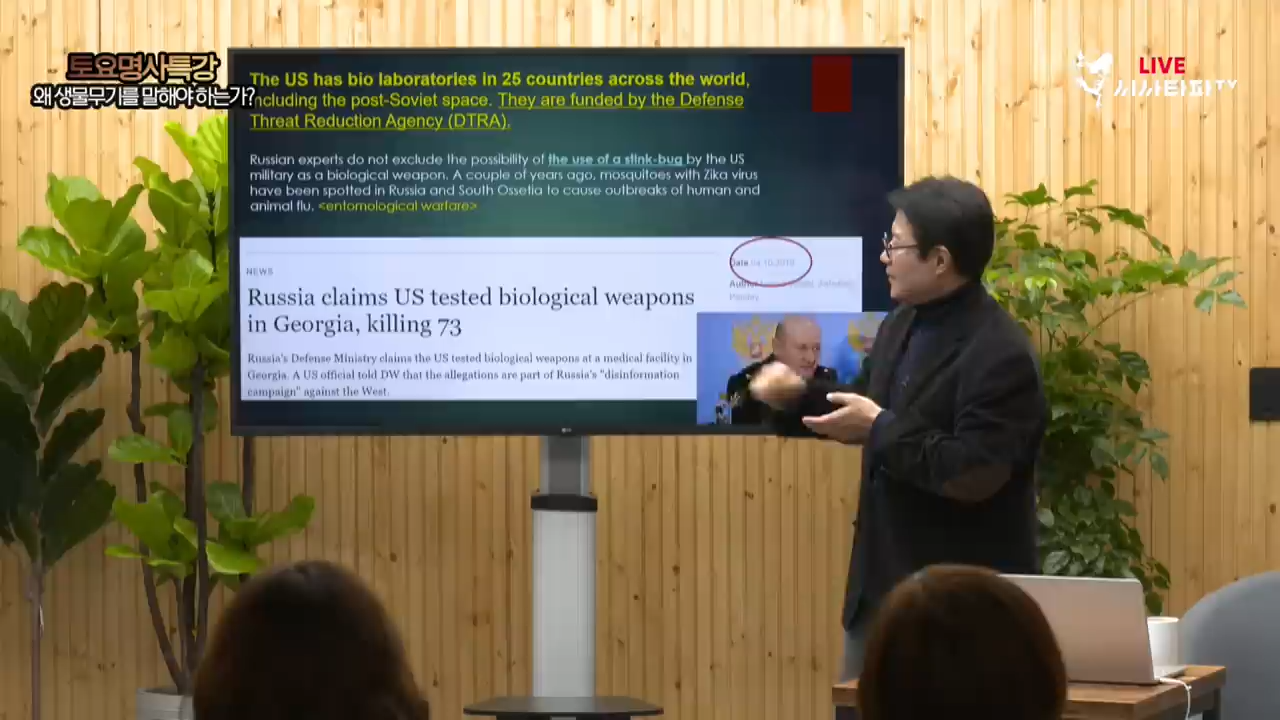 토요명사특강
왜 생물무기를 말해야 하는가?
LIVE
시사타파TV
The US has bio laboratories in 25 countries across the world,
including the post-Soviet space. They are funded by the Defense
Threat Reduction Agency (DTRA).
Russian experts do not exclude the possibility of the use of a stink-bug by the US
military as a biological weapon. A couple of years ago, mosquitoes with Zika virus
have been spotted in Russia and South Ossetia to cause outbreaks of human and
animal flu. <entomological warfare>
NEWS
Date
Author
Russia claims US tested biological weapons
in Georgia, killing 73
Russia's Defense Ministry claims the US tested biological weapons at a medical facility in
Georgia. A US official told DW that the allegations are part of Russia's "disinformation
campaign" against the West.